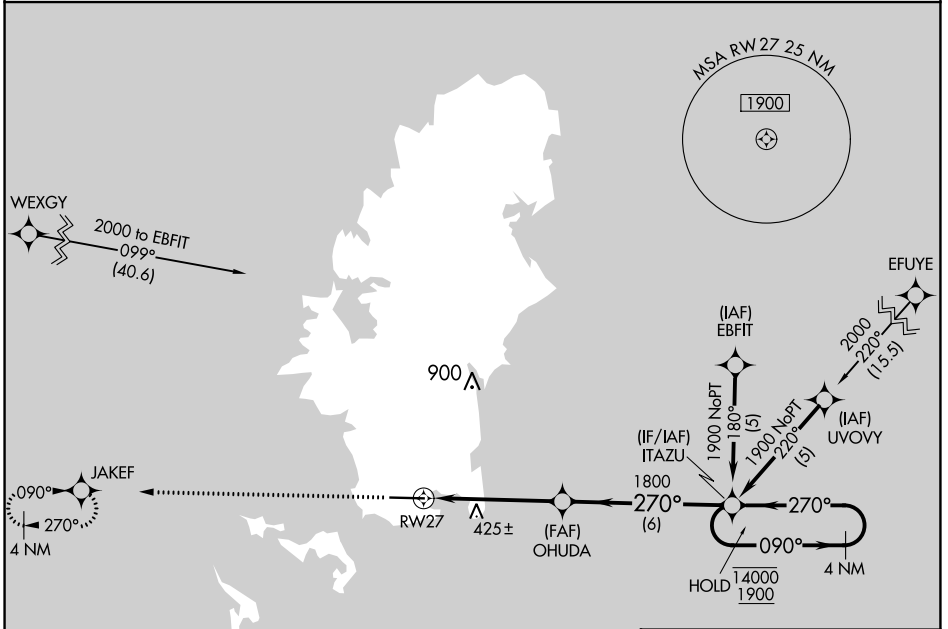 MSA RW27 25 NM
1900
WEXGY
2000 to EBFIT
099°
(40.6)
EFUYE
2000
220°
(15.5)
(IAF)
EBFIT
1900 NoPT
180°
(5)
(IAF)
UVOVY
1900 NoPT
220°
(5)
900
(IF/IAF)
ITAZU
JAKEF
090°
270°
4 NM
RW27
425±
(FAF)
OHUDA
1800
270°
(6)
270°
090°
4 NM
HOLD
14000
1900